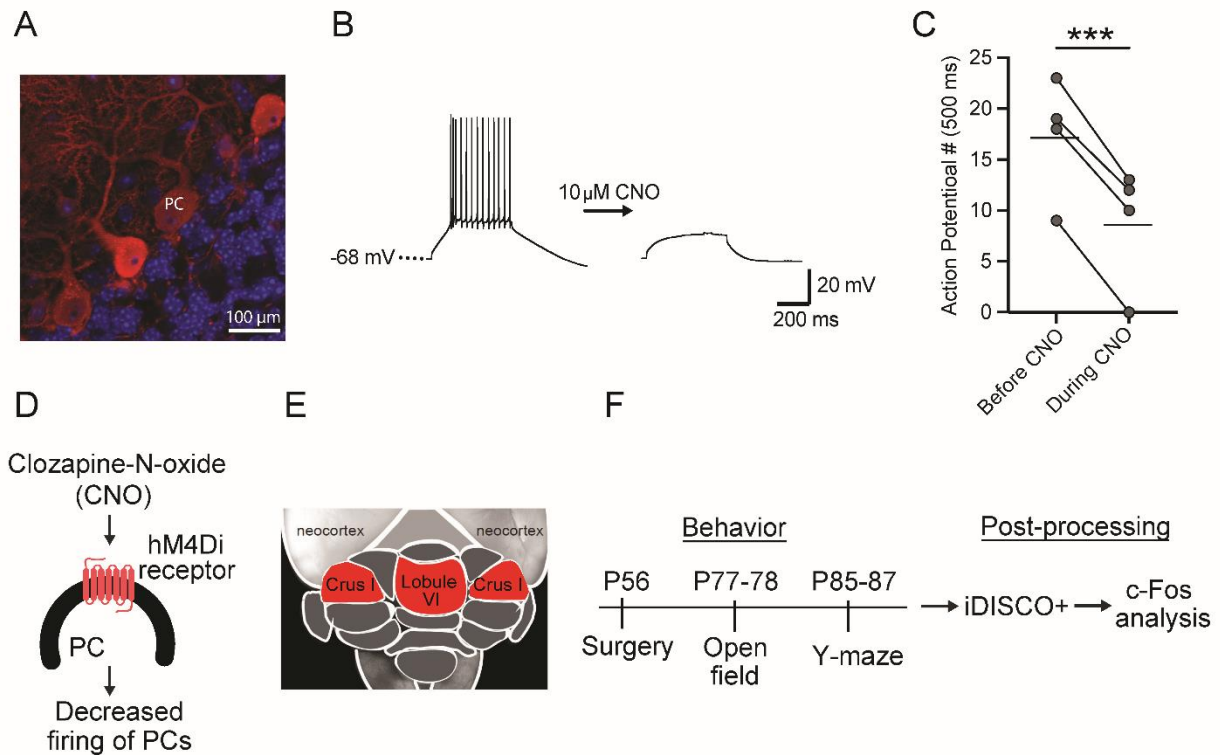 A
PC
100 µm
B
10 µM CNO
-68 mV
20 mV
200 ms
C
***
Action Potentioal # (500 ms)
25
20
15
10
5
0
Before CNO
During CNO
D
Clozapine-N-oxide
(CNO)
hM4Di
receptor
PC
Decreased
firing of PCs
E
neocortex
neocortex
Crus I
Lobule
VI
Crus I
F
Behavior
P56
P77-78
P85-87
Surgery
Open
field
Y-maze
Post-processing
iDISCO+
c-Fos
analysis